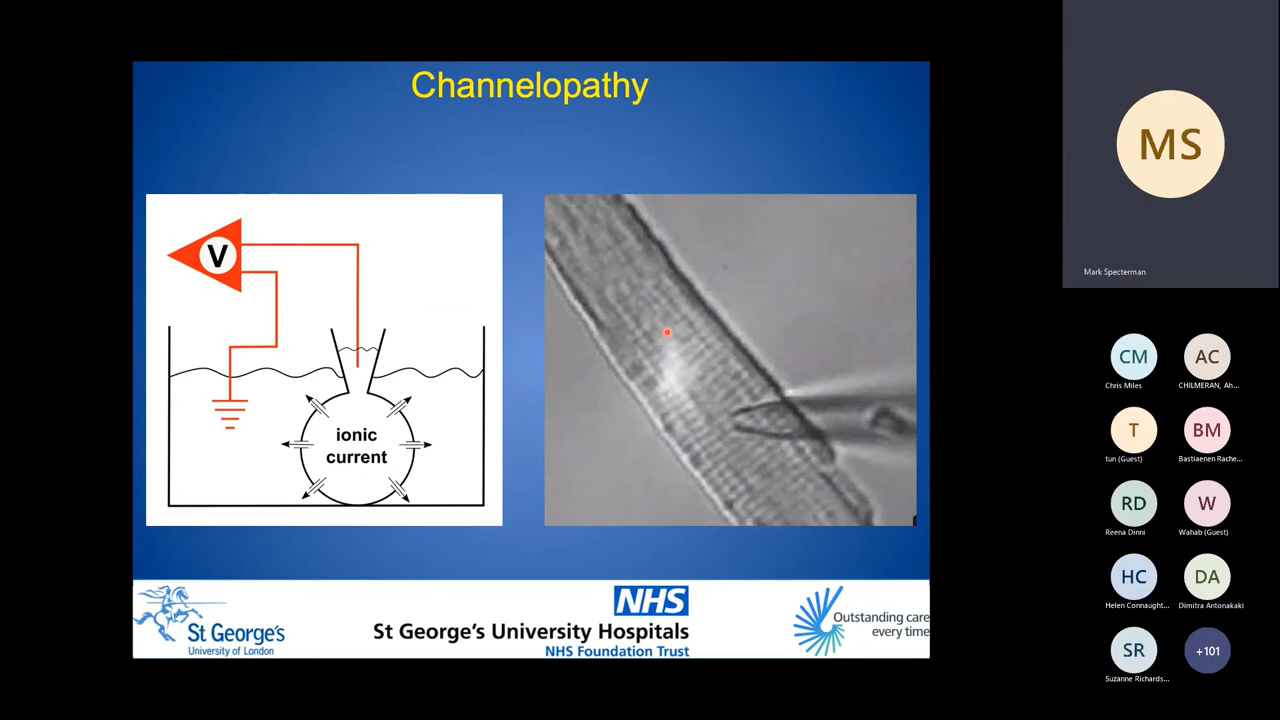 Channelopathy
V
ionic
current
St George's
University of London
NHS
St George's University Hospitals
NHS Foundation Trust
Outstanding care
every time
MS
Mark Specterman
CM
AC
Chris Miles
CHILMERAN, Ah...
T
BM
tun (Guest)
Bastiaenen Rache...
RD
W
Reena Dinni
Wahab (Guest)
HC
DA
Helen Connaught...
Dimitra Antonakaki
SR
+101
Suzanne Richards...